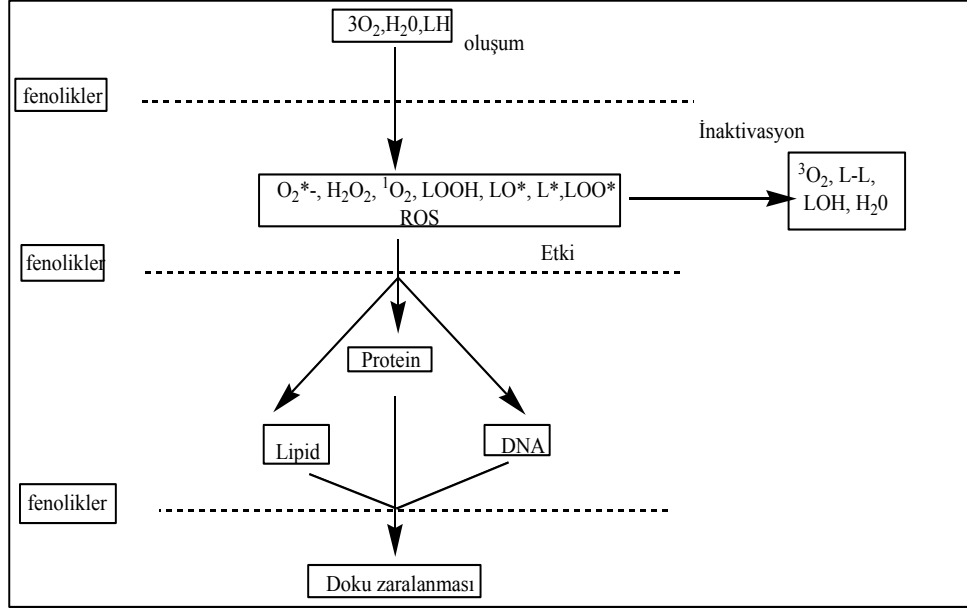 3O₂,H₂0,LH
oluşum
fenolikler
İnaktivasyon
O₂*-, H₂O₂, ¹O₂, LOOH, LO*, L*,LOO*
ROS
³O₂, L-L,
LOH, H₂0
fenolikler
Etki
Protein
Lipid
DNA
fenolikler
Doku zaralanması